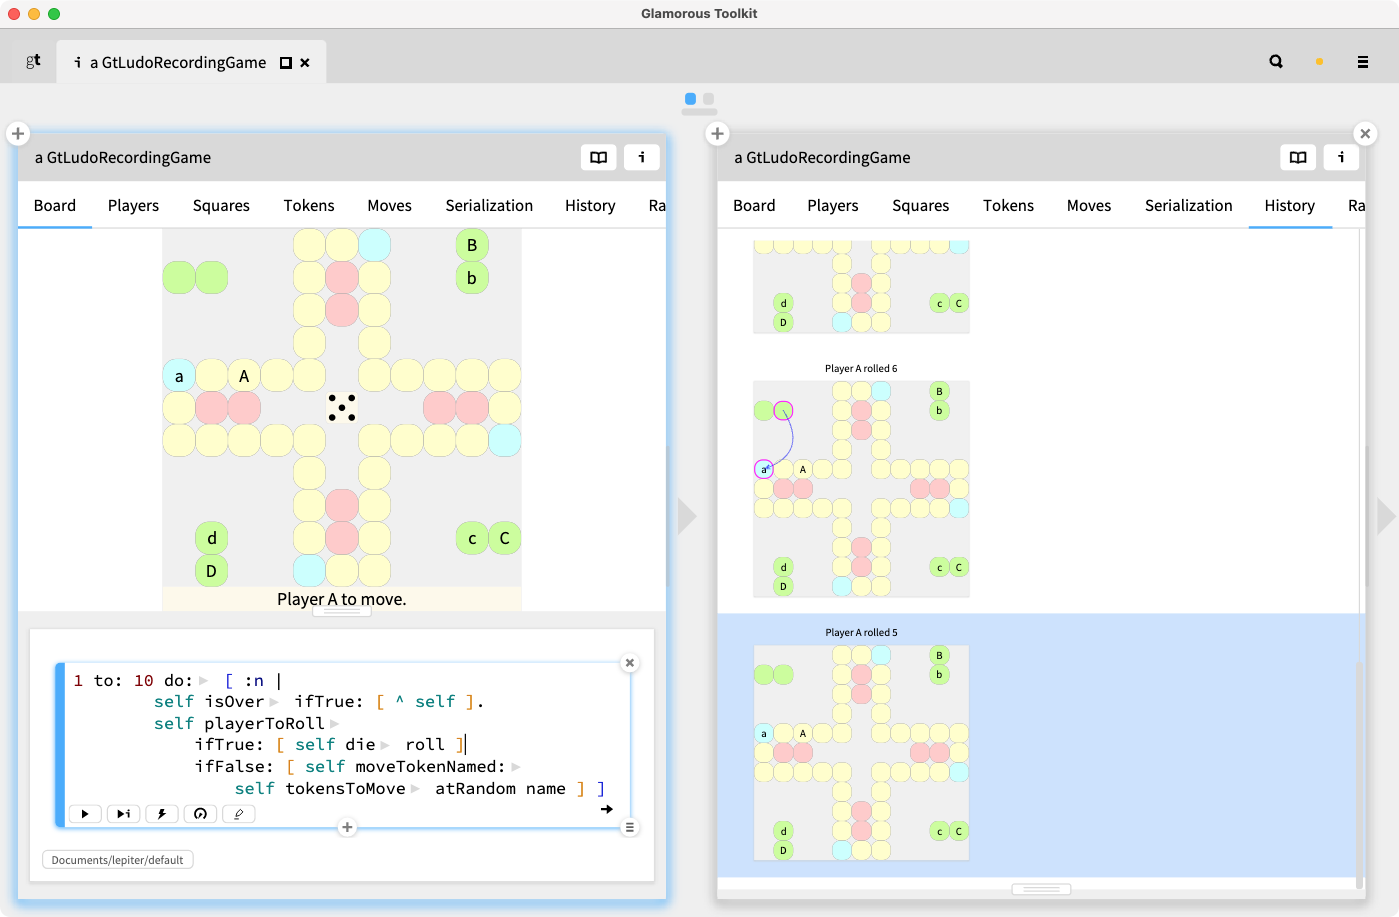 Glamorous Toolkit
gt
i a GtLudoRecordingGame
a GtLudoRecordingGame
i
Board Players Squares Tokens Moves Serialization History Ra
B
b
a A
d c C
D
Player A to move.
1 to: 10 do: [ :n |
self isOver ifTrue: [ ^ self ].
self playerToRoll
ifTrue: [ self die roll ]
ifFalse: [ self moveTokenNamed:
self tokensToMove atRandom name ] ]
i
Documents/lepiter/default
a GtLudoRecordingGame
i
Board Players Squares Tokens Moves Serialization History Ra
d c C
D
Player A rolled 6
B
b
a A
d c C
D
Player A rolled 5
B
b
a A
d c C
D